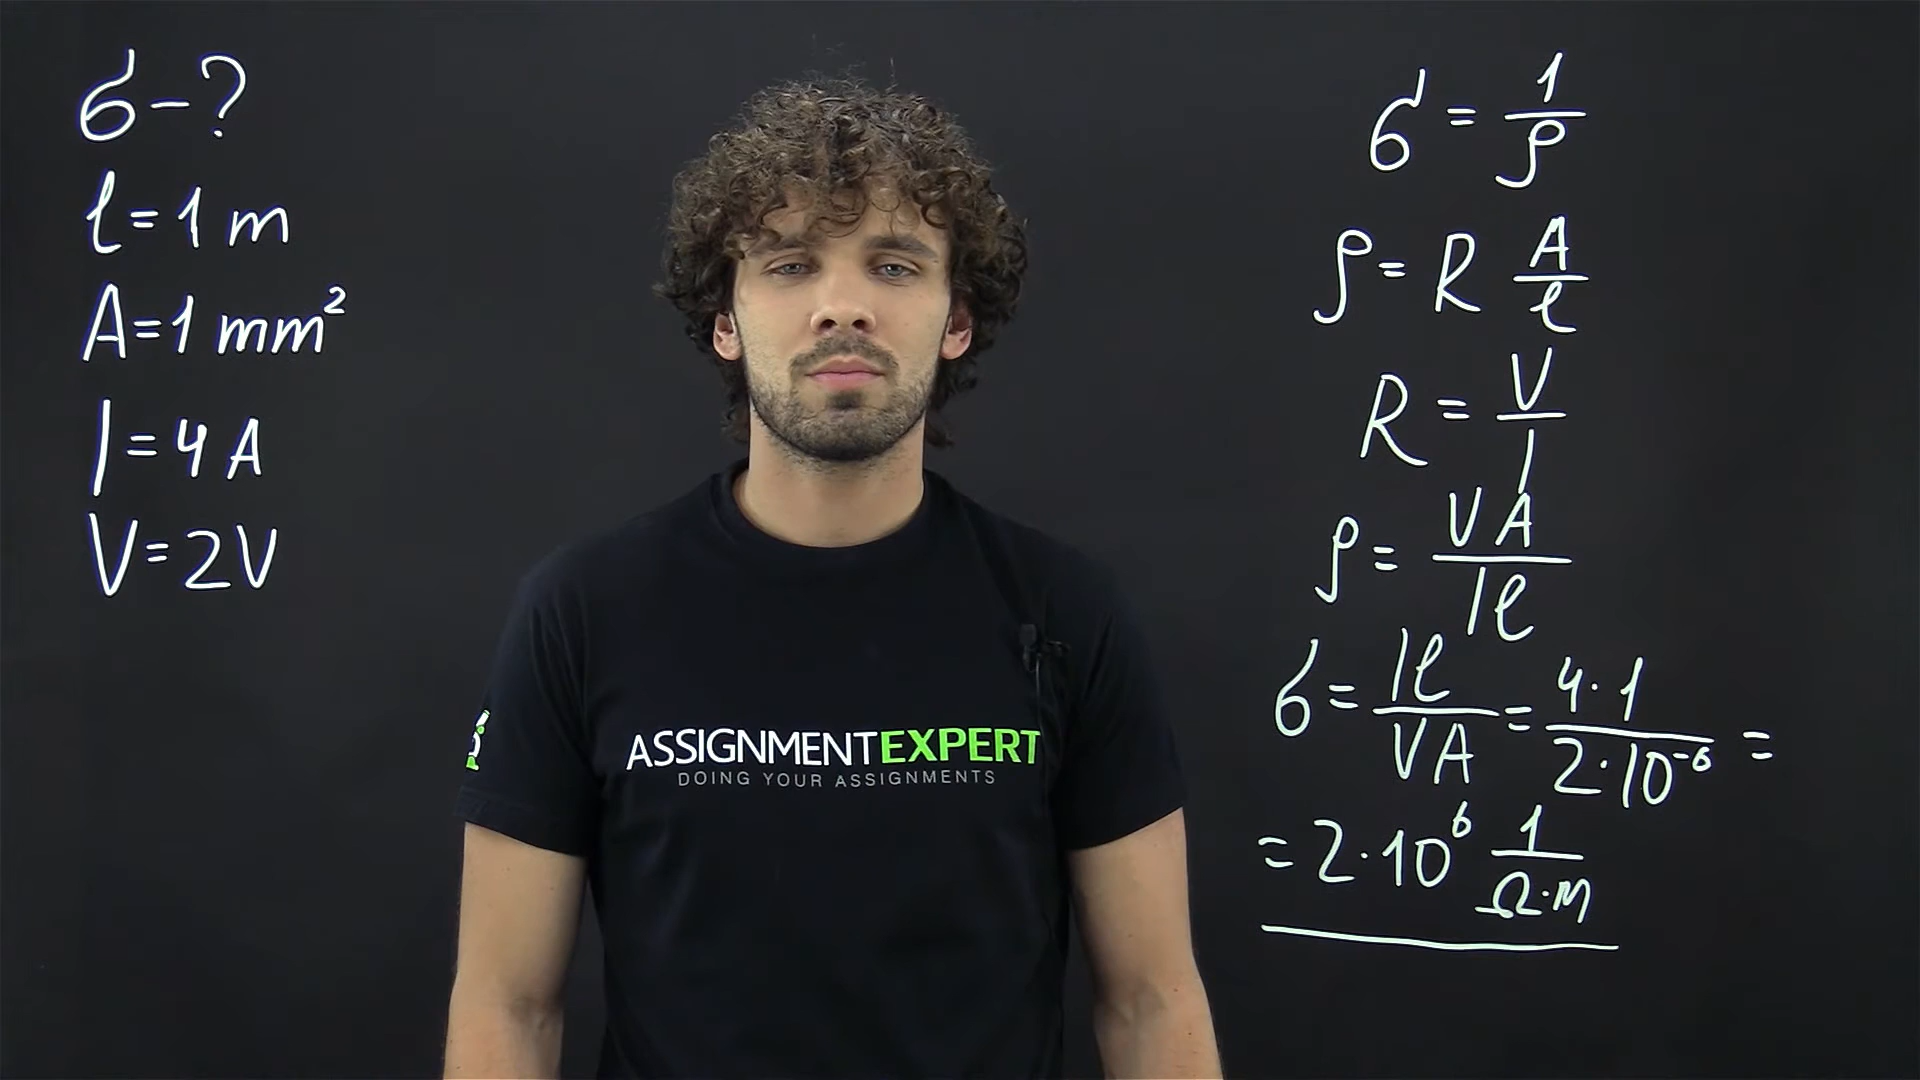 σ – ?
l = 1 m
A = 1 mm²
I = 4 A
V = 2 V
ASSIGNMENTEXPERT
DOING YOUR ASSIGNMENTS
σ = 1/ρ
ρ = R A/l
R = V/I
ρ = VA/Il
σ = Il/VA = 4·1/2·10⁻⁶ =
= 2·10⁶ 1/Ω·m